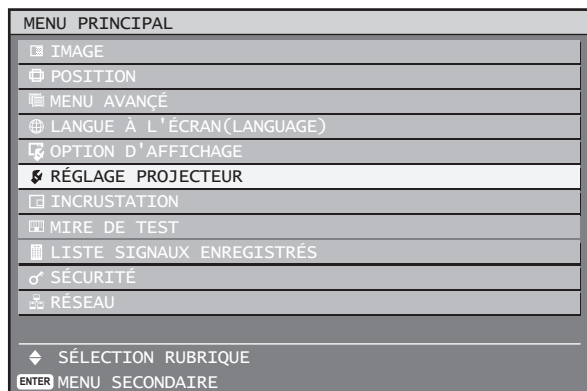 MENU PRINCIPAL
IMAGE
POSITION
MENU AVANÇÉ
LANGUE À L'ÉCRAN(LANGUAGE)
OPTION D'AFFICHAGE
RÉGLAGE PROJECTEUR
INCRUSTATION
MIRE DE TEST
LISTE SIGNAUX ENREGISTRÉS
SÉCURITÉ
RÉSEAU
SÉLECTION RUBRIQUE
ENTER MENU SECONDAIRE